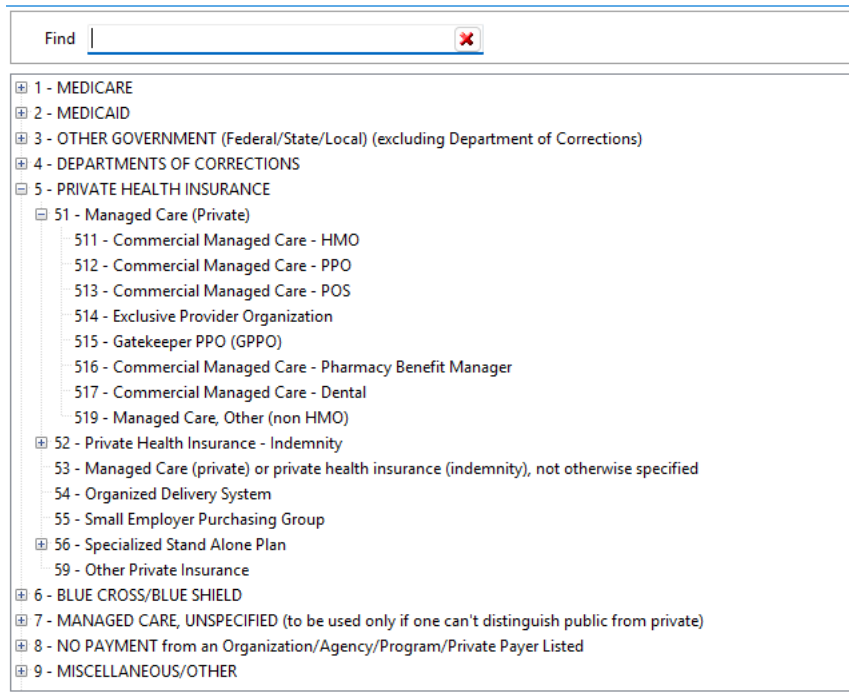 Find
1 - MEDICARE
2 - MEDICAID
3 - OTHER GOVERNMENT (Federal/State/Local) (excluding Department of Corrections)
4 - DEPARTMENTS OF CORRECTIONS
5 - PRIVATE HEALTH INSURANCE
51 - Managed Care (Private)
511 - Commercial Managed Care - HMO
512 - Commercial Managed Care - PPO
513 - Commercial Managed Care - POS
514 - Exclusive Provider Organization
515 - Gatekeeper PPO (GPPO)
516 - Commercial Managed Care - Pharmacy Benefit Manager
517 - Commercial Managed Care - Dental
519 - Managed Care, Other (non HMO)
52 - Private Health Insurance - Indemnity
53 - Managed Care (private) or private health insurance (indemnity), not otherwise specified
54 - Organized Delivery System
55 - Small Employer Purchasing Group
56 - Specialized Stand Alone Plan
59 - Other Private Insurance
6 - BLUE CROSS/BLUE SHIELD
7 - MANAGED CARE, UNSPECIFIED (to be used only if one can't distinguish public from private)
8 - NO PAYMENT from an Organization/Agency/Program/Private Payer Listed
9 - MISCELLANEOUS/OTHER